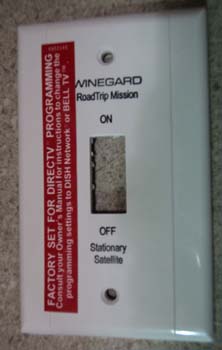 WINEGARD
RoadTrip Mission
ON
OFF
Stationary
Satellite
FACTORY SET FOR DIRECTV PROGRAMMING
Consult your Owner's Manual for instructions to change the
programming settings to DISH Network or BELL TV™.